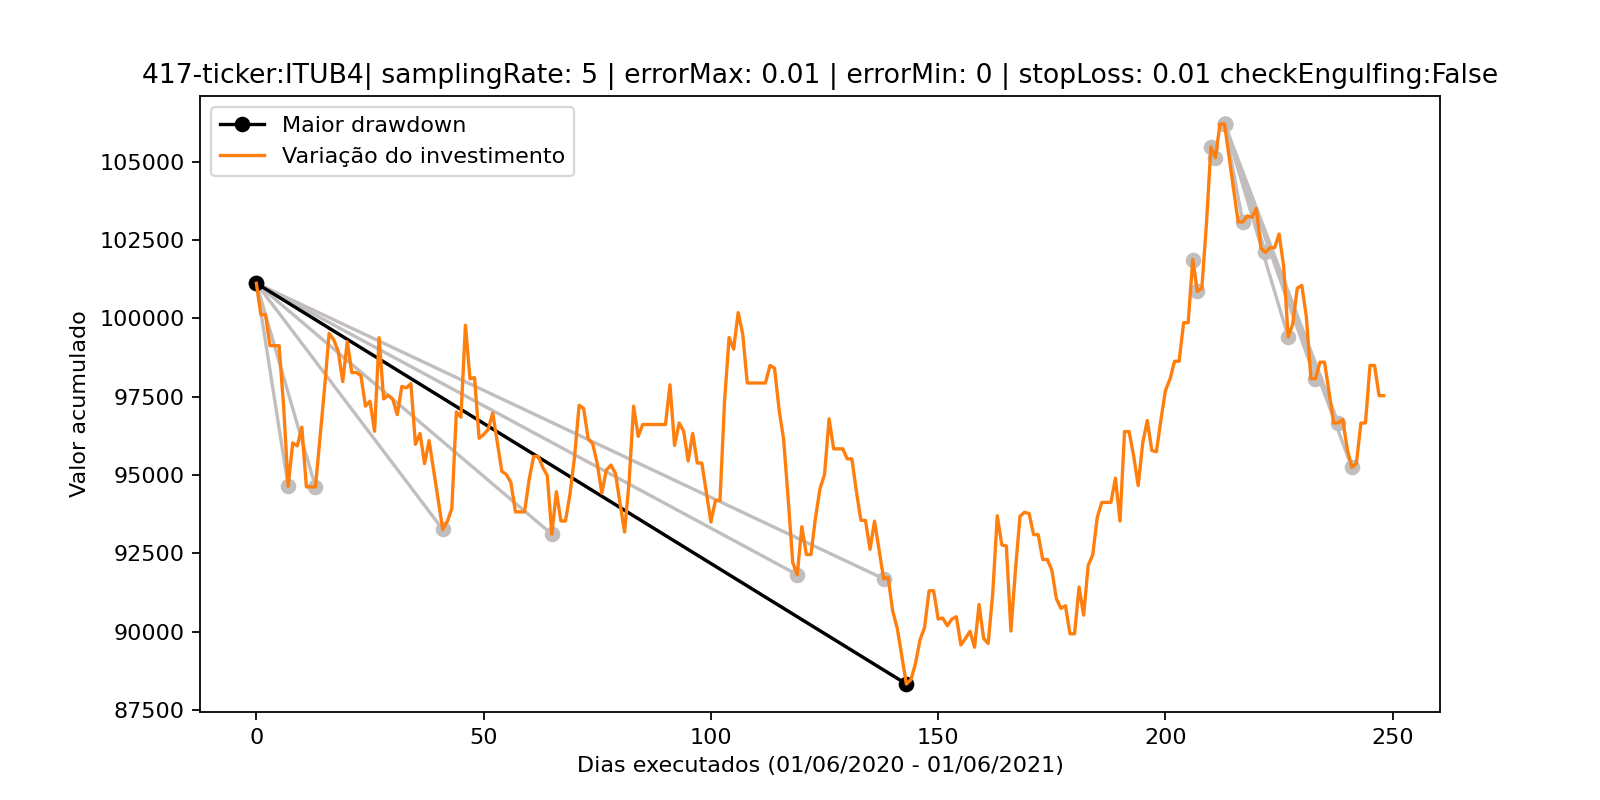 417-ticker:ITUB4| samplingRate: 5 | errorMax: 0.01 | errorMin: 0 | stopLoss: 0.01 checkEngulfing:False
Maior drawdown
Variação do investimento
Valor acumulado
105000
102500
100000
97500
95000
92500
90000
87500
0 50 100 150 200 250
Dias executados (01/06/2020 - 01/06/2021)